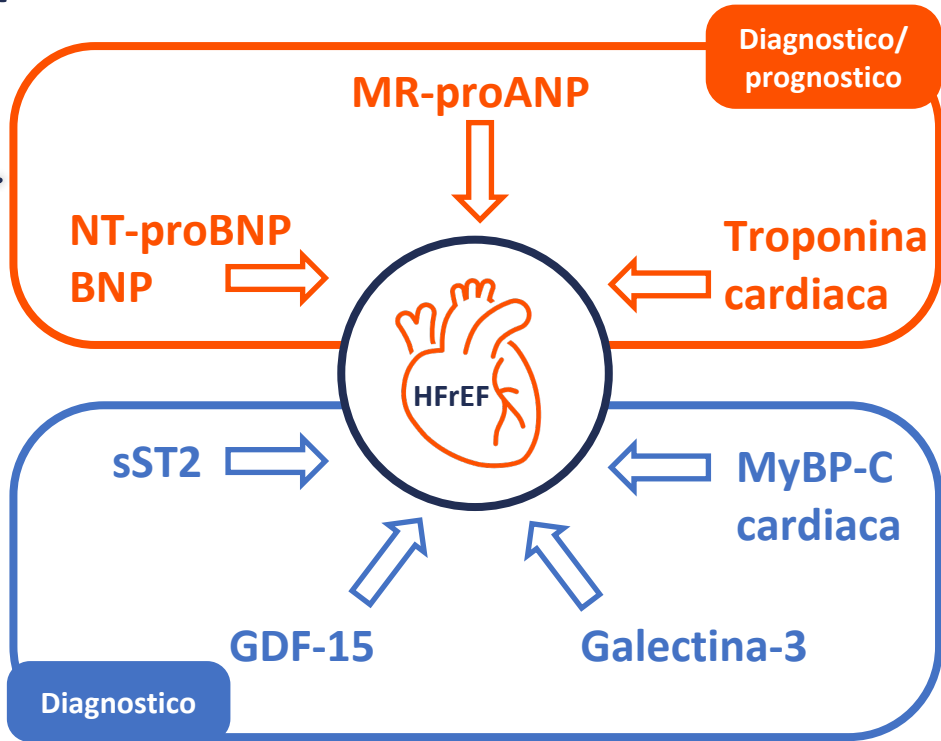 Diagnostico/
prognostico
MR-proANP
NT-proBNP
BNP
Troponina
cardiaca
HFrEF
sST2
MyBP-C
cardiaca
GDF-15
Galectina-3
Diagnostico